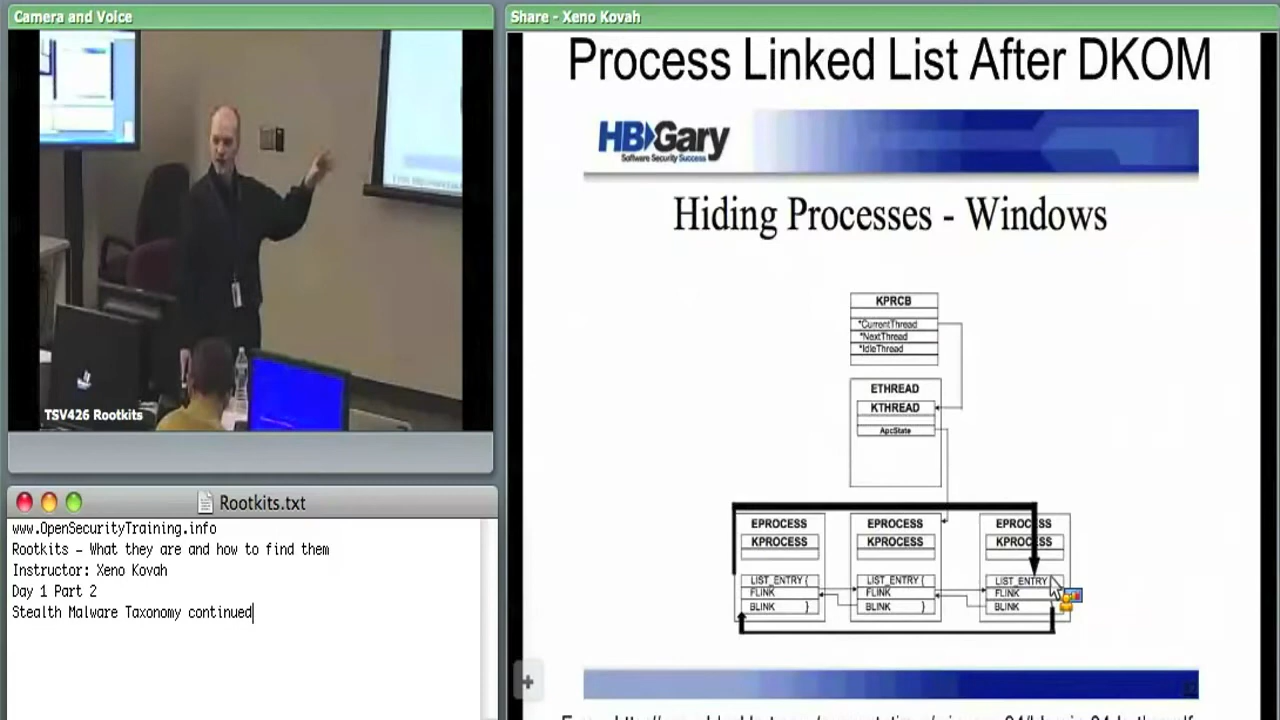 Camera and Voice
TSV426 Rootkits
Rootkits.txt
www.OpenSecurityTraining.info
Rootkits - What they are and how to find them
Instructor: Xeno Kovah
Day 1 Part 2
Stealth Malware Taxonomy continued
Share - Xeno Kovah
Process Linked List After DKOM
HBGary
Software Security Success
Hiding Processes - Windows
KPRCB
*CurrentThread
*NextThread
*IdleThread
ETHREAD
KTHREAD
ApcState
EPROCESS
KPROCESS
LIST_ENTRY {
FLINK
BLINK }
EPROCESS
KPROCESS
LIST_ENTRY {
FLINK
BLINK }
EPROCESS
KPROCESS
LIST_ENTRY
FLINK
BLINK